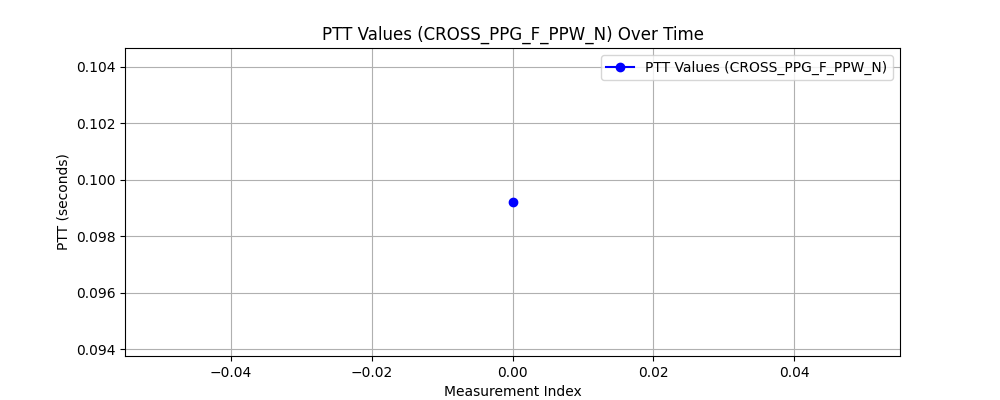 PTT Values (CROSS_PPG_F_PPW_N) Over Time
PTT Values (CROSS_PPG_F_PPW_N)
PTT (seconds)
0.104
0.102
0.100
0.098
0.096
0.094
−0.04 −0.02 0.00 0.02 0.04
Measurement Index